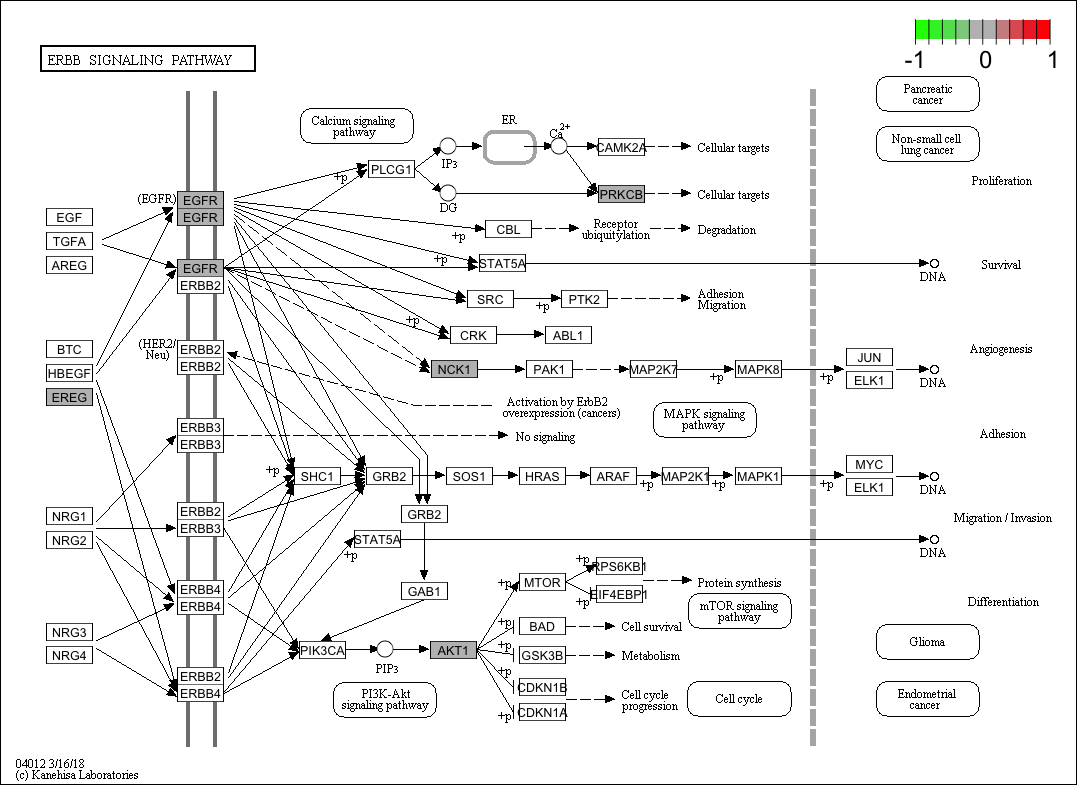 ERBB SIGNALING PATHWAY
-1 0 1
Pancreatic
cancer
Calcium signaling
pathway
ER
Ca2+
Non-small cell
lung cancer
IP3
CAMK2A
Cellular targets
PLCG1
+p
Proliferation
DG
PRKCB
Cellular targets
(EGFR)
EGFR
EGFR
EGF
TGFA
AREG
CBL
+p
Receptor
ubiquitylation
Degradation
EGFR
ERBB2
+p
STAT5A
DNA
Survival
SRC
+p
PTK2
Adhesion
Migration
+p
CRK
ABL1
BTC
HBEGF
EREG
(HER2/
Neu)
ERBB2
ERBB2
NCK1
PAK1
MAP2K7
+p
MAPK8
+p
JUN
ELK1
DNA
Angiogenesis
Activation by ErbB2
overexpression (cancers)
MAPK signaling
pathway
ERBB3
ERBB3
No signaling
Adhesion
+p
SHC1
GRB2
SOS1
HRAS
ARAF
+p
MAP2K1
+p
MAPK1
+p
MYC
ELK1
DNA
NRG1
NRG2
ERBB2
ERBB3
GRB2
Migration / Invasion
STAT5A
+p
DNA
ERBB4
ERBB4
GAB1
+p
MTOR
+p
RPS6KB1
+p
EIF4EBP1
Protein synthesis
mTOR signaling
pathway
Differentiation
NRG3
NRG4
+p
BAD
Cell survival
Glioma
PIK3CA
PIP3
AKT1
+p
GSK3B
Metabolism
ERBB2
ERBB4
PI3K-Akt
signaling pathway
+p
CDKN1B
+p
CDKN1A
Cell cycle
progression
Cell cycle
Endometrial
cancer
04012 3/16/18
(c) Kanehisa Laboratories